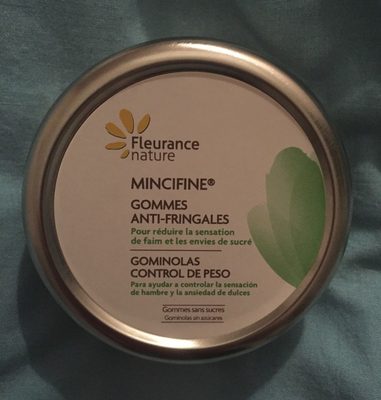 Fleurance
nature
MINCIFINE®
GOMMES
ANTI-FRINGALES
Pour réduire la sensation
de faim et les envies de sucré
GOMINOLAS
CONTROL DE PESO
Para ayudar a controlar la sensación
de hambre y la ansiedad de dulces
Gommes sans sucres
Gominolas sin azúcares